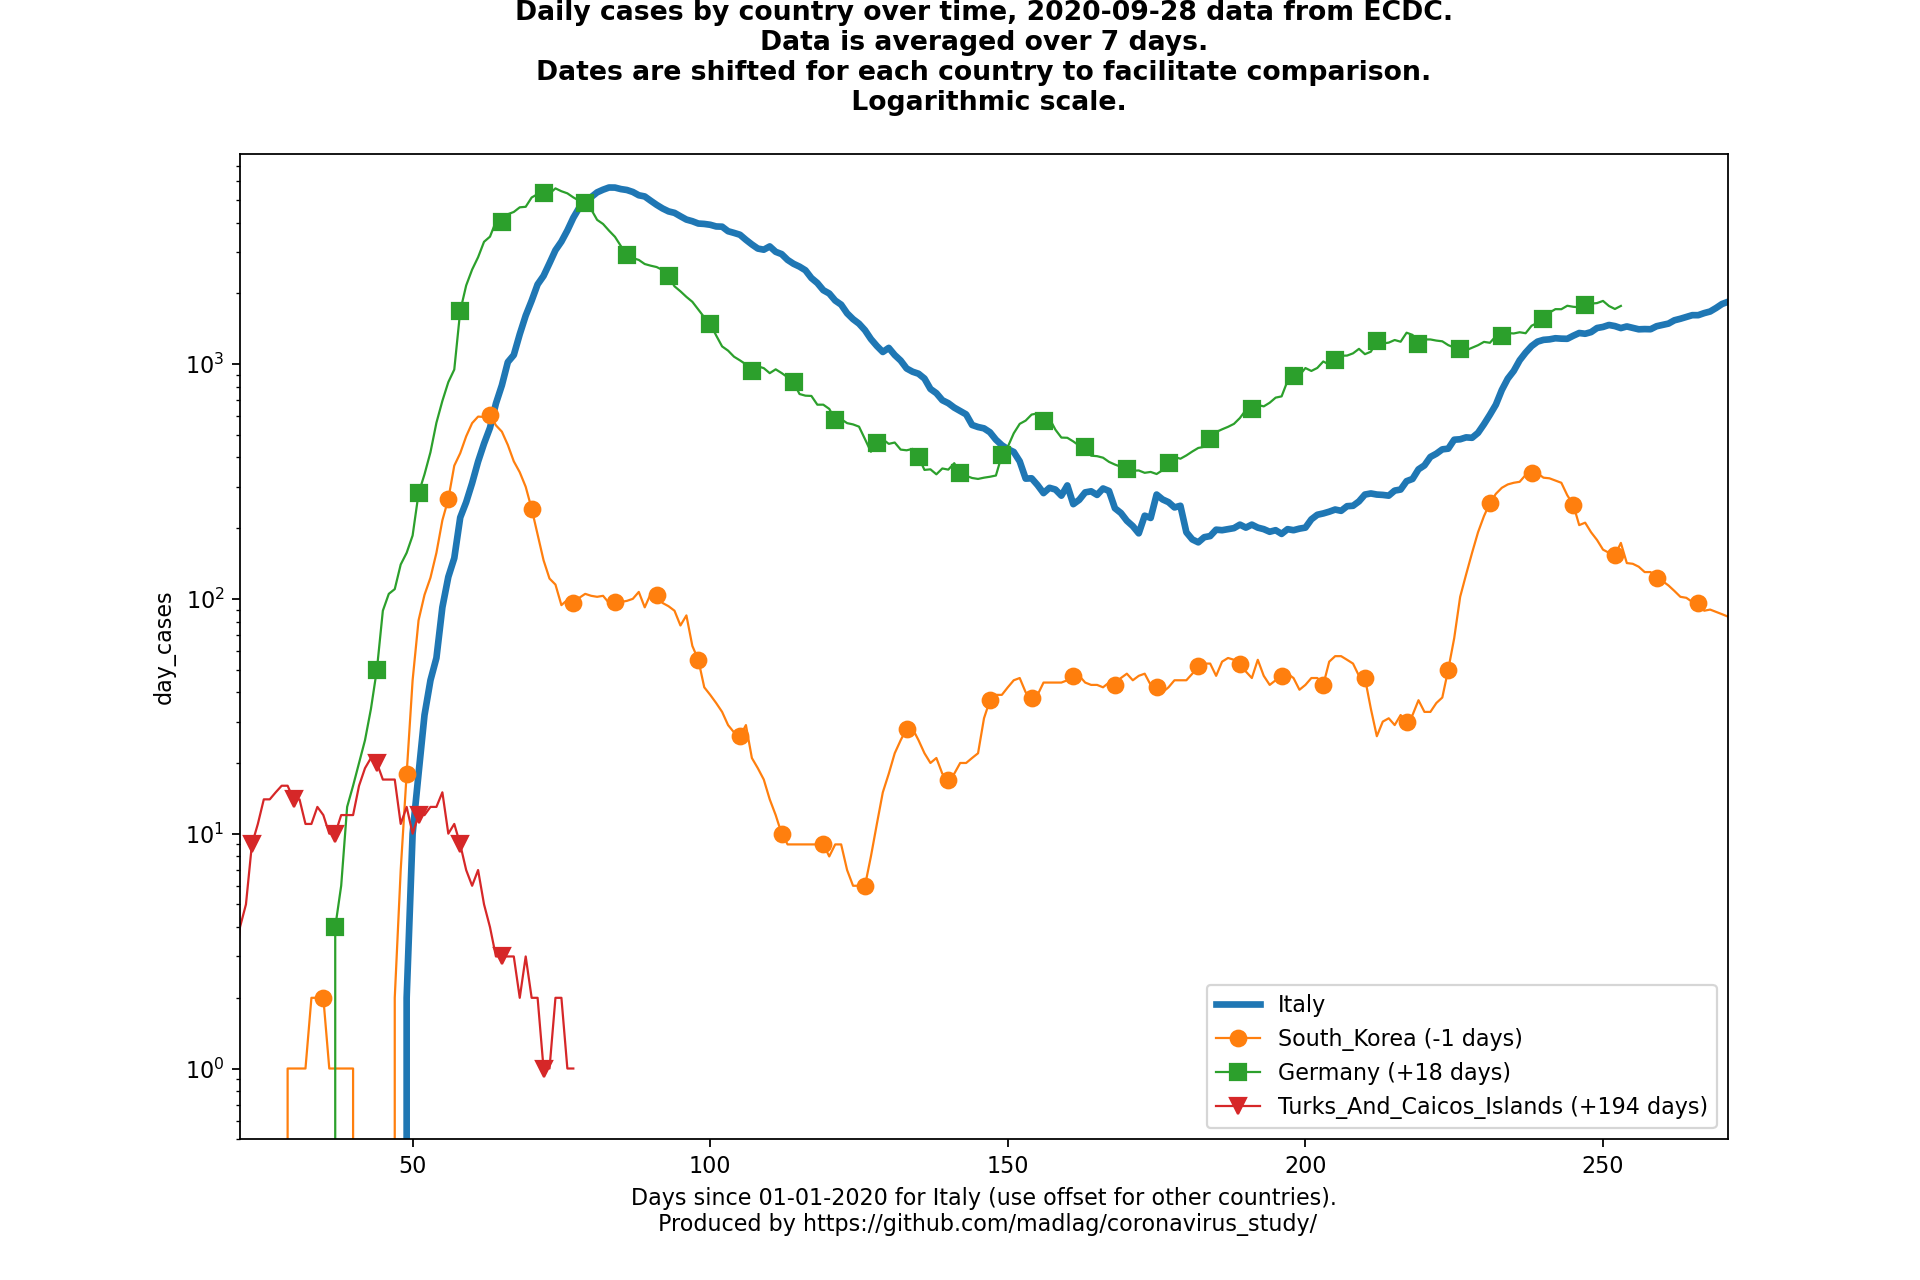 Daily cases by country over time, 2020-09-28 data from ECDC.
Data is averaged over 7 days.
Dates are shifted for each country to facilitate comparison.
Logarithmic scale.
day_cases
10³
10²
10¹
10⁰
50
100
150
200
250
Italy
South_Korea (-1 days)
Germany (+18 days)
Turks_And_Caicos_Islands (+194 days)
Days since 01-01-2020 for Italy (use offset for other countries).
Produced by https://github.com/madlag/coronavirus_study/